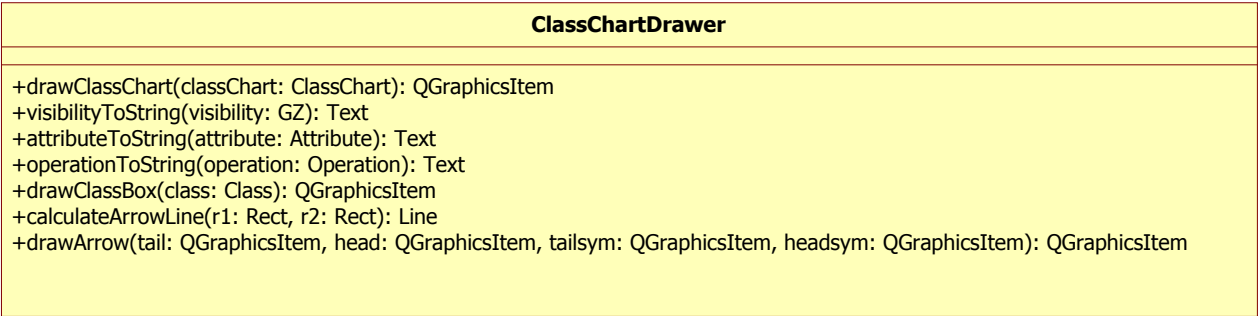 ClassChartDrawer
+drawClassChart(classChart: ClassChart): QGraphicsItem
+visibilityToString(visibility: GZ): Text
+attributeToString(attribute: Attribute): Text
+operationToString(operation: Operation): Text
+drawClassBox(class: Class): QGraphicsItem
+calculateArrowLine(r1: Rect, r2: Rect): Line
+drawArrow(tail: QGraphicsItem, head: QGraphicsItem, tailsym: QGraphicsItem, headsym: QGraphicsItem): QGraphicsItem